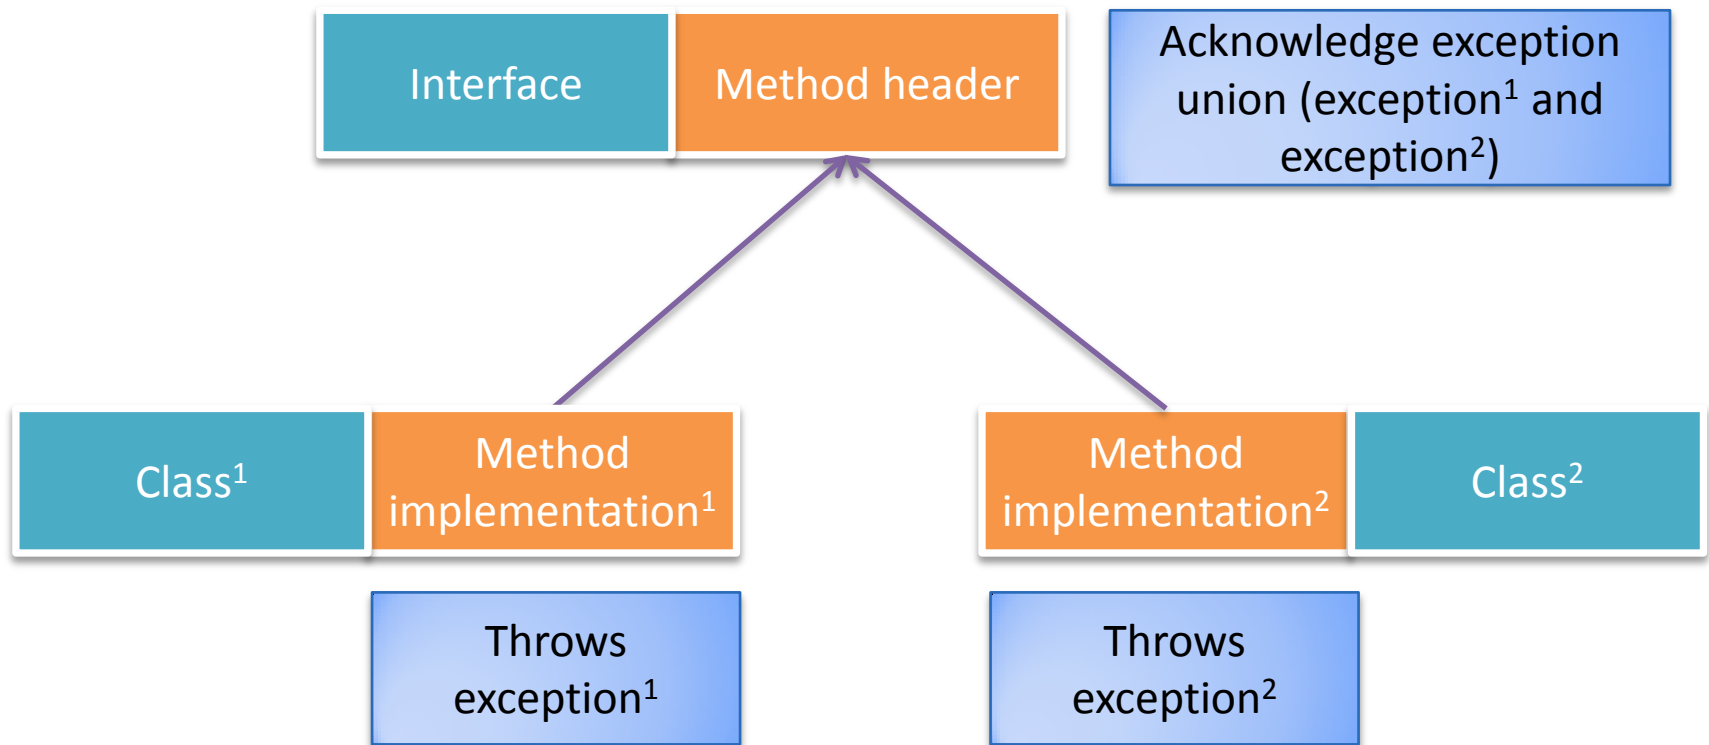 Interface
Method header
Acknowledge exception
union (exception¹ and
exception²)
Class¹
Method
implementation¹
Method
implementation²
Class²
Throws
exception¹
Throws
exception²